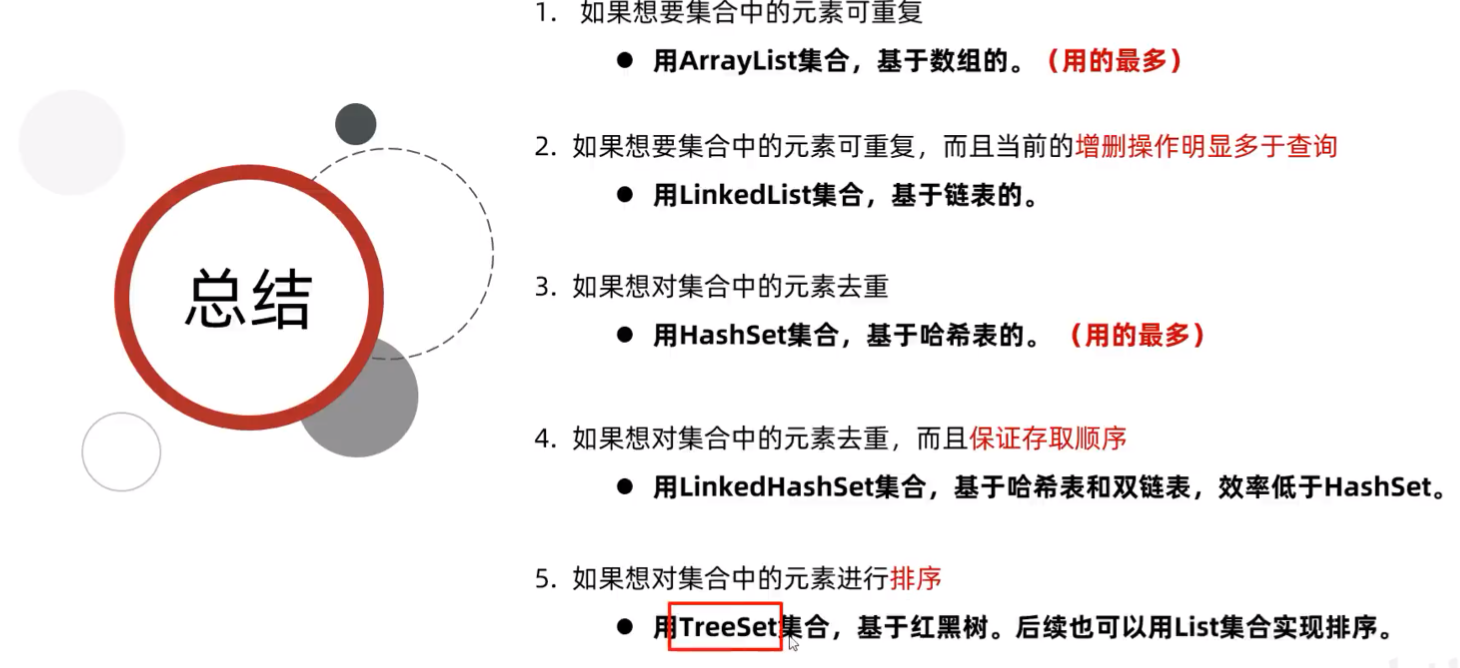 1. 如果想要集合中的元素可重复
● 用ArrayList集合，基于数组的。（用的最多）
2. 如果想要集合中的元素可重复，而且当前的增删操作明显多于查询
● 用LinkedList集合，基于链表的。
3. 如果想对集合中的元素去重
● 用HashSet集合，基于哈希表的。（用的最多）
总结
4. 如果想对集合中的元素去重，而且保证存取顺序
● 用LinkedHashSet集合，基于哈希表和双链表，效率低于HashSet。
5. 如果想对集合中的元素进行排序
● 用TreeSet集合，基于红黑树。后续也可以用List集合实现排序。